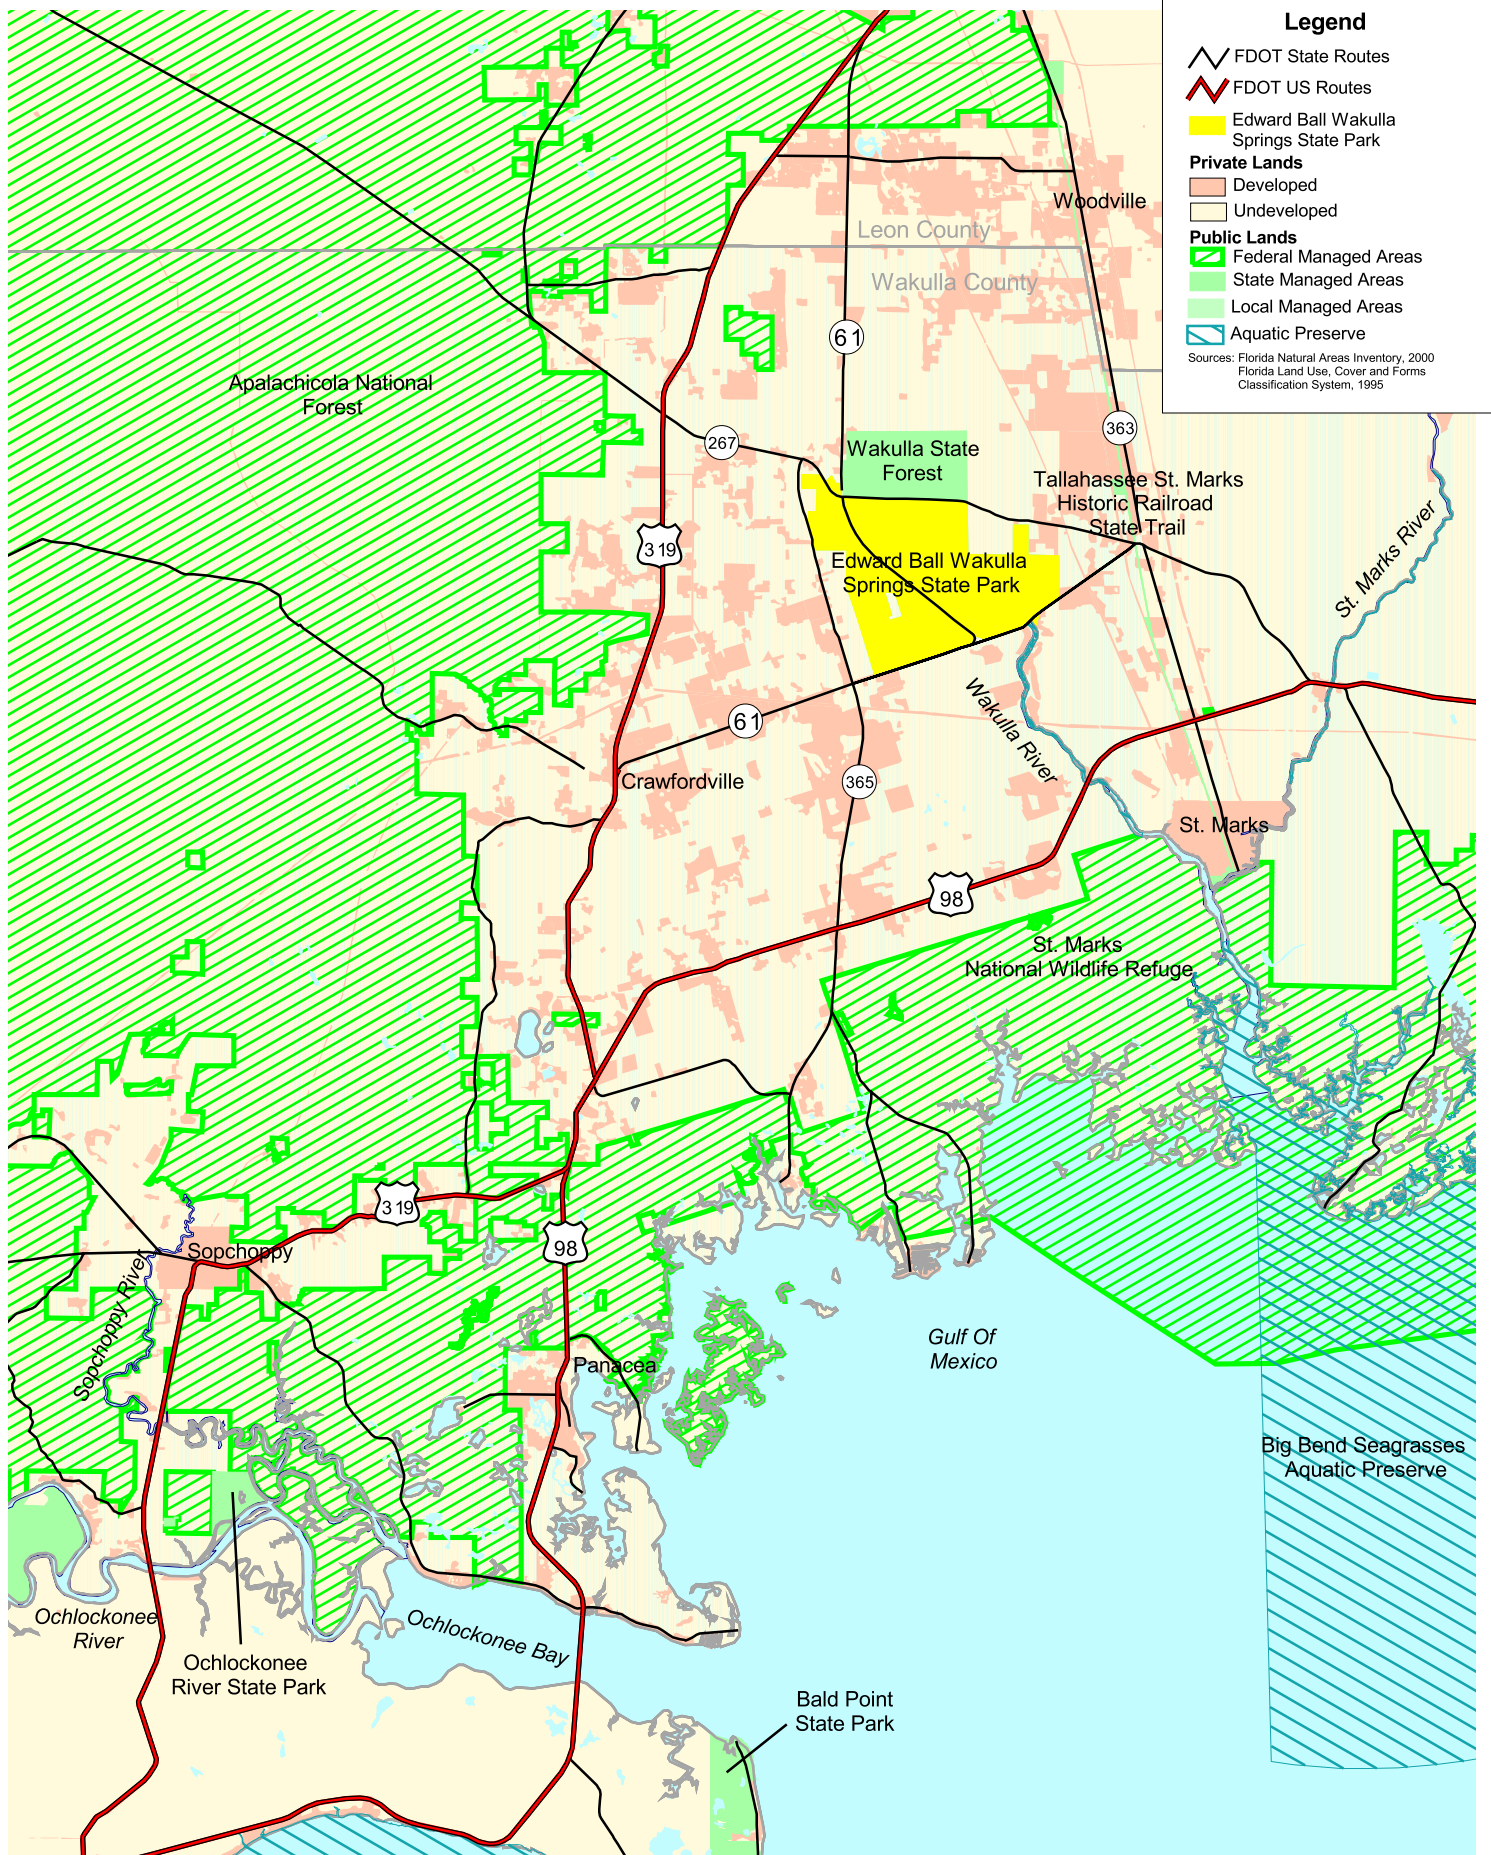 Legend
FDOT State Routes
FDOT US Routes
Edward Ball Wakulla
Springs State Park
Private Lands
Developed
Undeveloped
Public Lands
Federal Managed Areas
State Managed Areas
Local Managed Areas
Aquatic Preserve
Sources: Florida Natural Areas Inventory, 2000
Florida Land Use, Cover and Forms
Classification System, 1995
Woodville
Leon County
Wakulla County
61
Apalachicola National
Forest
363
267
Wakulla State
Forest
Tallahassee St. Marks
Historic Railroad
State Trail
St. Marks River
319
Edward Ball Wakulla
Springs State Park
Wakulla River
61
Crawfordville
365
St. Marks
98
St. Marks
National Wildlife Refuge
319
98
Sopchoppy
Sopchoppy River
Gulf Of
Mexico
Panacea
Big Bend Seagrasses
Aquatic Preserve
Ochlockonee
River
Ochlockonee Bay
Ochlockonee
River State Park
Bald Point
State Park